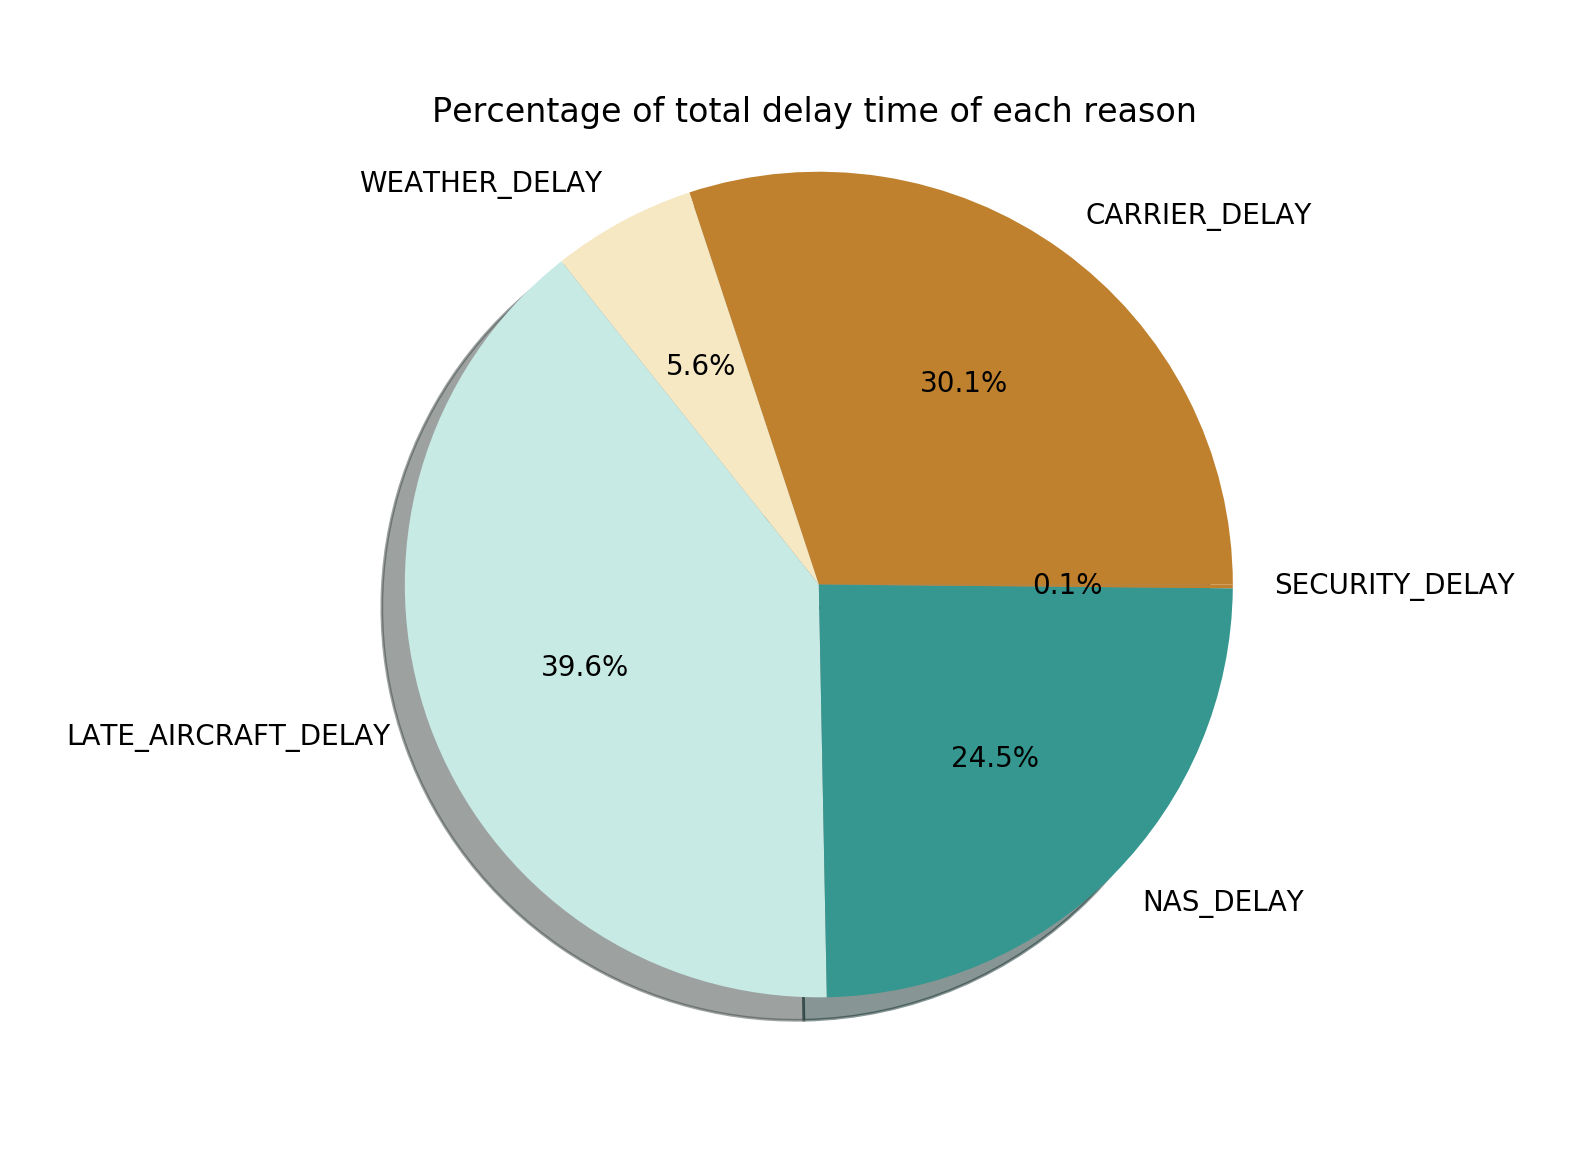 Percentage of total delay time of each reason
WEATHER_DELAY
CARRIER_DELAY
5.6%
30.1%
0.1%
SECURITY_DELAY
39.6%
LATE_AIRCRAFT_DELAY
24.5%
NAS_DELAY